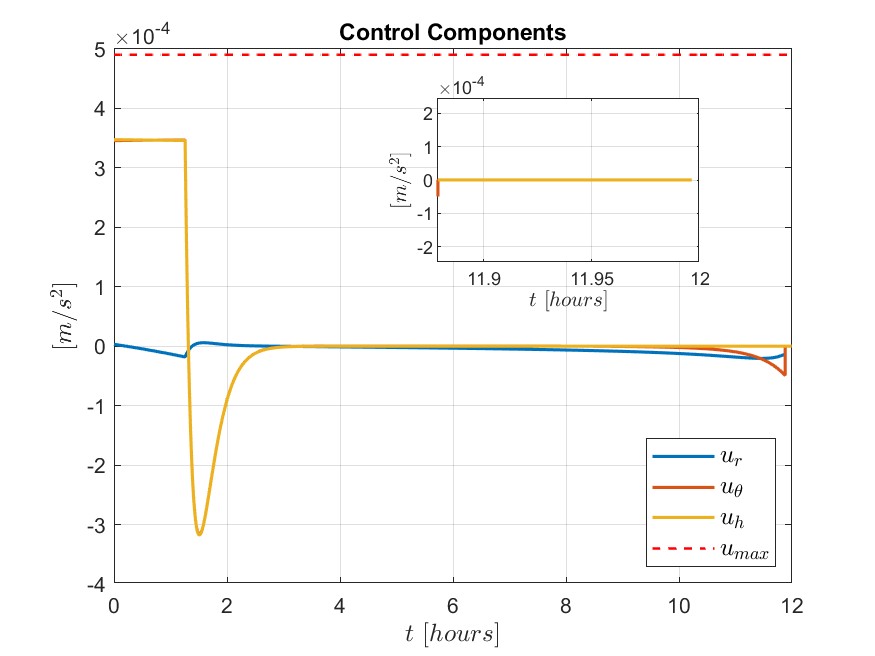 Control Components
×10⁻⁴
5
4
3
2
1
0
-1
-2
-3
-4
[m/s²]
0 2 4 6 8 10 12
t [hours]
×10⁻⁴
2
1
0
-1
-2
[m/s²]
11.9 11.95 12
t [hours]
u_r
u_θ
u_h
u_max